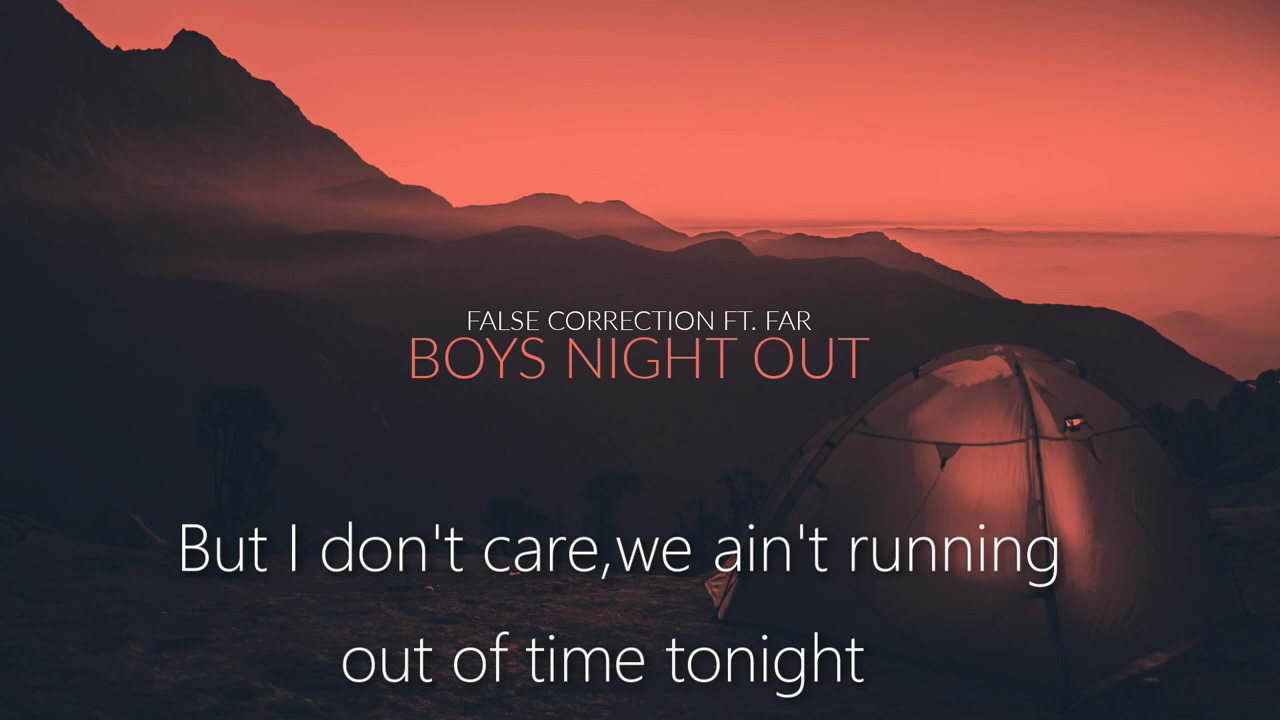 FALSE CORRECTION FT. FAR
BOYS NIGHT OUT
But I don't care,we ain't running
out of time tonight